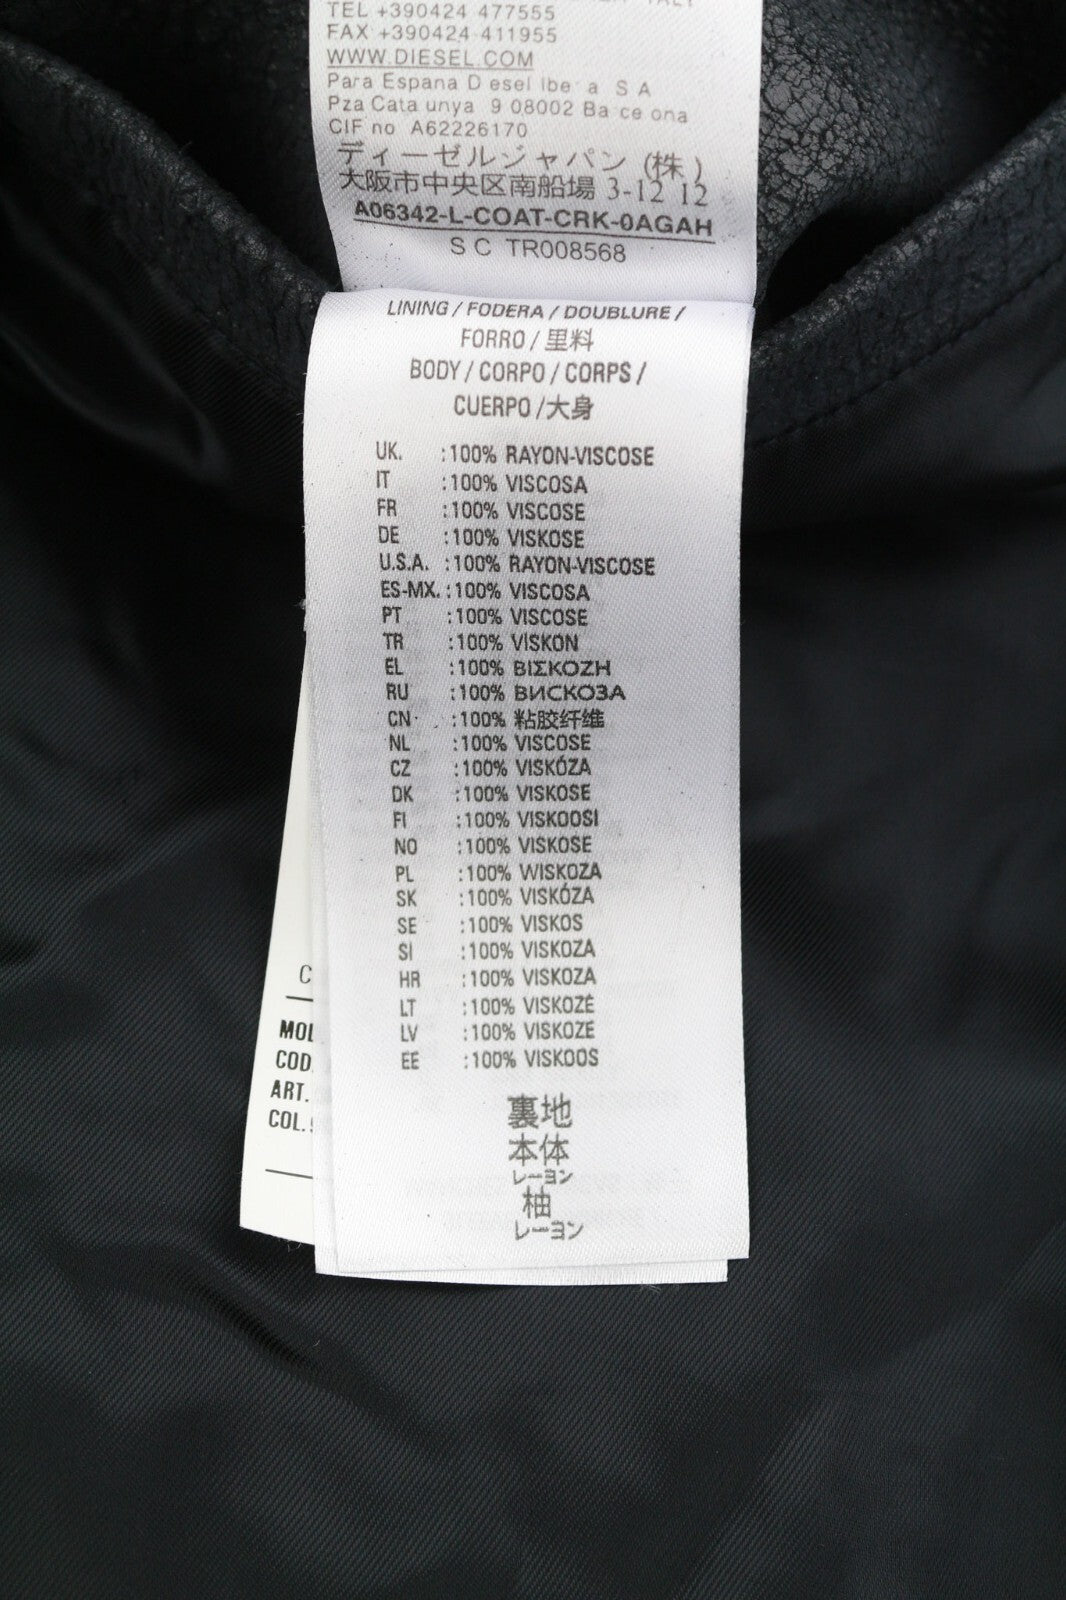 TEL +390424 477555
FAX +390424-411955
WWW.DIESEL.COM
Para Espana D esel Ibe a S A
Pza Cata unya 9 08002 Ba ce ona
CIF no A62226170
ディーゼルジャパン (株)
大阪市中央区南船場 3-12 12
A06342-L-COAT-CRK-0AGAH
S C TR008568
LINING / FODERA / DOUBLURE /
FORRO / 里料
BODY / CORPO / CORPS /
CUERPO / 大身
UK. :100% RAYON-VISCOSE
IT :100% VISCOSA
FR :100% VISCOSE
DE :100% VISKOSE
U.S.A. :100% RAYON-VISCOSE
ES-MX. :100% VISCOSA
PT :100% VISCOSE
TR :100% VISKON
EL :100% ΒΙΣΚΟΖΗ
RU :100% ВИСКОЗА
CN :100% 粘胶纤维
NL :100% VISCOSE
CZ :100% VISKÓZA
DK :100% VISKOSE
FI :100% VISKOOSI
NO :100% VISKOSE
PL :100% WISKOZA
SK :100% VISKÓZA
SE :100% VISKOS
SI :100% VISKOZA
HR :100% VISKOZA
LT :100% VISKOZĖ
LV :100% VISKOZE
EE :100% VISKOOS
裏地
本体
レーヨン
柚
レーヨン
C
MOL
COD.
ART.
COL.